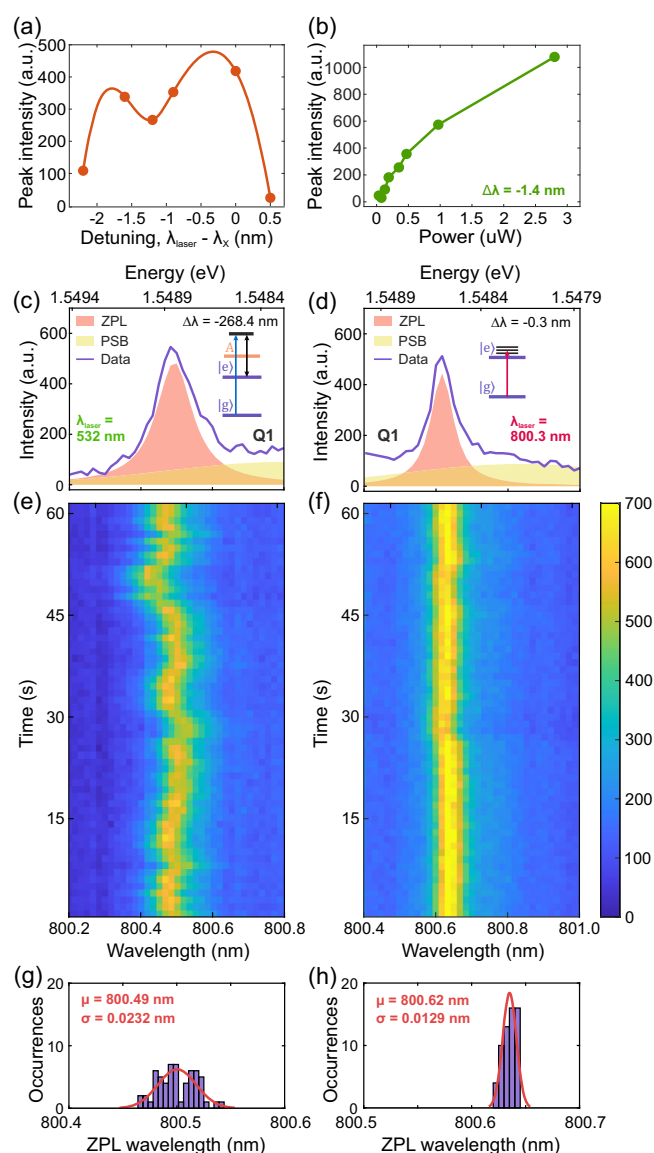 (a)
500
400
300
200
100
0
Peak intensity (a.u.)
-2
-1.5
-1
-0.5
0
0.5
Detuning, λlaser - λX (nm)
(b)
1000
800
600
400
200
0
Peak intensity (a.u.)
Δλ = -1.4 nm
0
0.5
1
1.5
2
2.5
3
Power (uW)
Energy (eV)
1.5494
1.5489
1.5484
(c)
ZPL
PSB
Data
Δλ = -268.4 nm
A
|e⟩
|g⟩
λlaser =
532 nm
Q1
600
400
200
0
Intensity (a.u.)
Energy (eV)
1.5489
1.5484
1.5479
(d)
ZPL
PSB
Data
Δλ = -0.3 nm
|e⟩
|g⟩
Q1
λlaser =
800.3 nm
600
400
200
0
Intensity (a.u.)
(e)
60
45
30
15
Time (s)
800.2
800.4
800.6
800.8
Wavelength (nm)
(f)
60
45
30
15
Time (s)
800.4
800.6
800.8
801.0
Wavelength (nm)
700
600
500
400
300
200
100
0
(g)
20
10
0
Occurrences
μ = 800.49 nm
σ = 0.0232 nm
800.4
800.5
800.6
ZPL wavelength (nm)
(h)
20
10
0
Occurrences
μ = 800.62 nm
σ = 0.0129 nm
800.5
800.6
800.7
ZPL wavelength (nm)